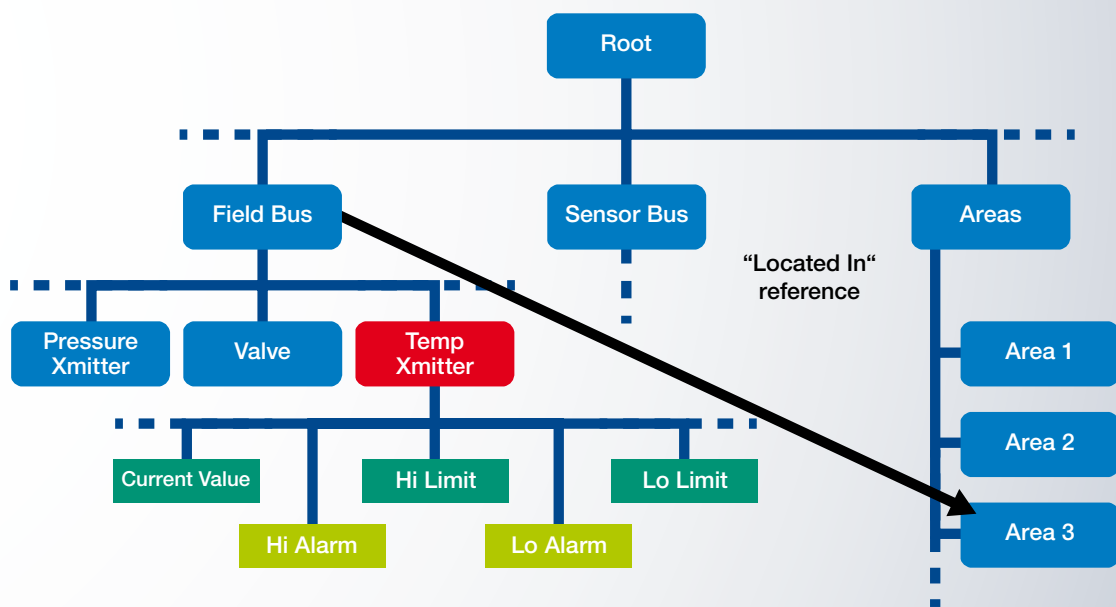 Root
Field Bus
Sensor Bus
Areas
“Located In“
reference
Pressure
Xmitter
Valve
Temp
Xmitter
Area 1
Area 2
Area 3
Current Value
Hi Limit
Lo Limit
Hi Alarm
Lo Alarm